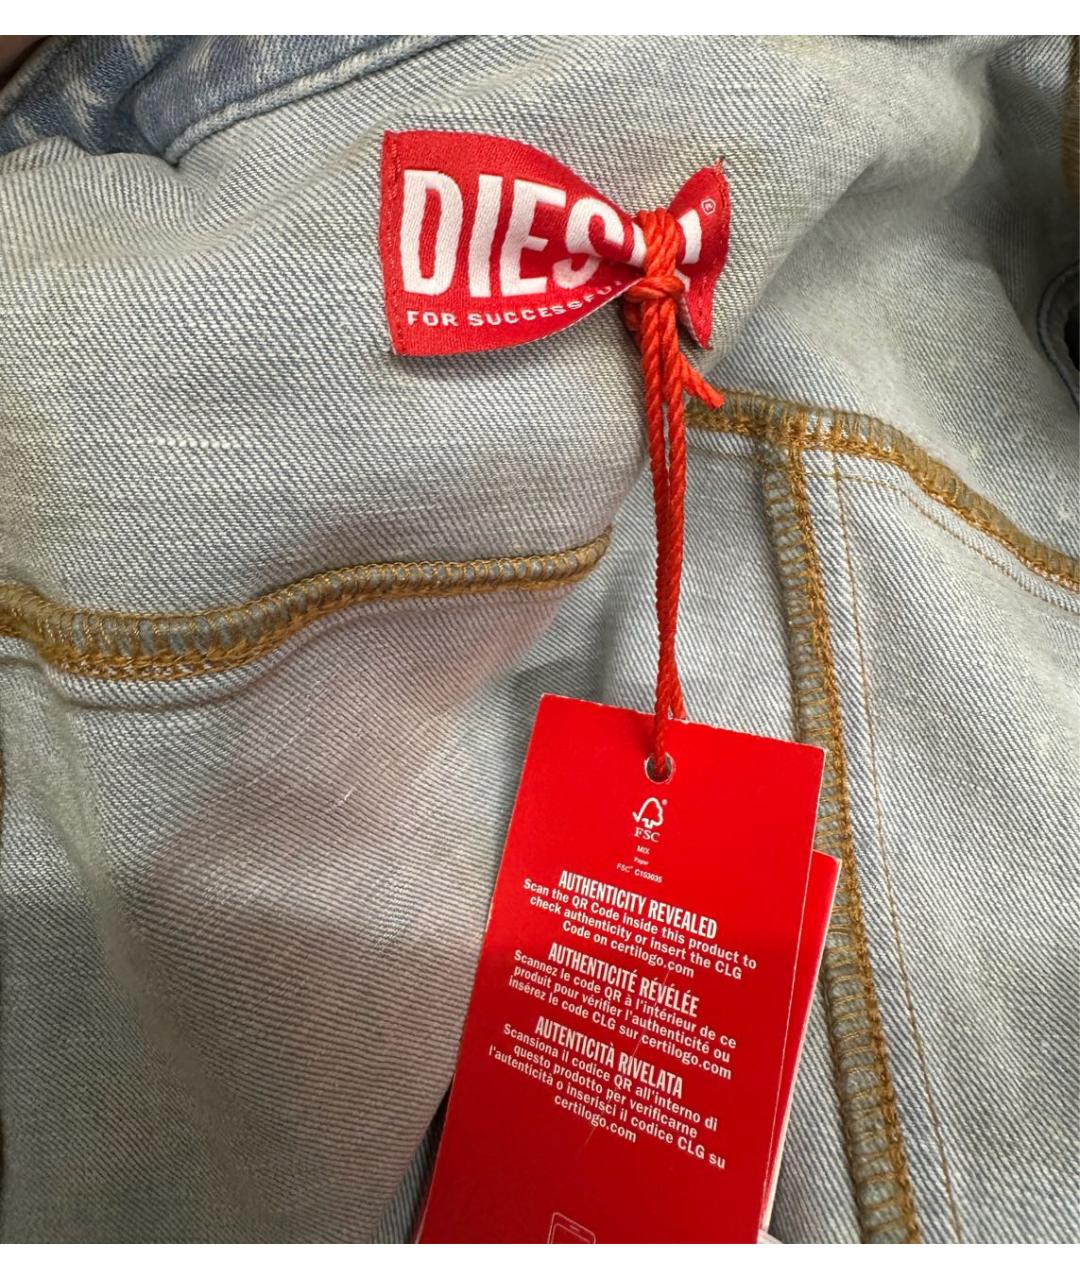 DIES
®
FOR SUCCESSFU
FSC®
MIX
Paper
FSC® C153035
AUTHENTICITY REVEALED
Scan the QR Code inside this product to
check authenticity or insert the CLG
Code on certilogo.com
AUTHENTICITÉ RÉVÉLÉE
Scannez le code QR à l'intérieur de ce
produit pour vérifier l'authenticité ou
insérez le code CLG sur certilogo.com
AUTENTICITÀ RIVELATA
Scansiona il codice QR all'interno di
questo prodotto per verificarne
l'autenticità o inserisci il codice CLG su
certilogo.com